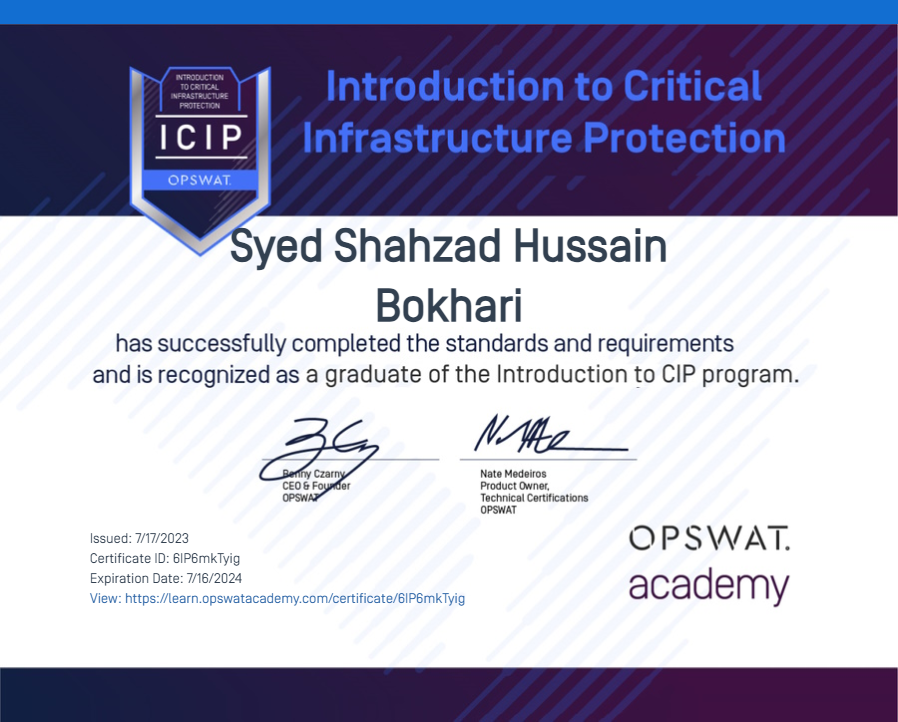 INTRODUCTION
TO CRITICAL
INFRASTRUCTURE
PROTECTION
ICIP
OPSWAT.
Introduction to Critical
Infrastructure Protection
Syed Shahzad Hussain
Bokhari
has successfully completed the standards and requirements
and is recognized as a graduate of the Introduction to CIP program.
Benny Czarny
CEO & Founder
OPSWAT
Nate Medeiros
Product Owner,
Technical Certifications
OPSWAT
Issued: 7/17/2023
Certificate ID: 6IP6mkTyig
Expiration Date: 7/16/2024
View: https://learn.opswatacademy.com/certificate/6IP6mkTyig
OPSWAT.
academy